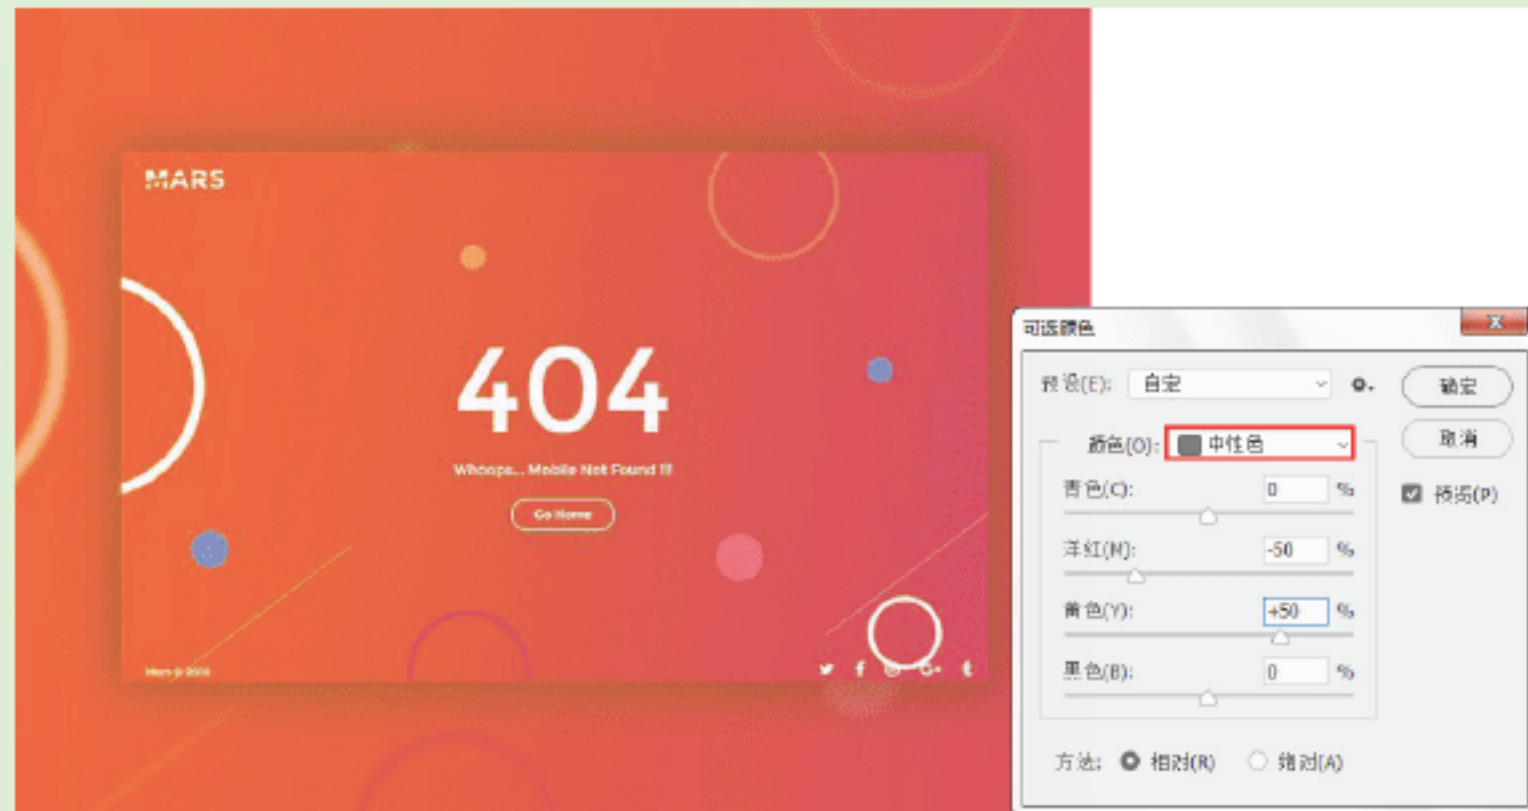 MARS
404
Whoops... Mobile Not Found !!!
Go Home
Mars © 2020
可选颜色
预设(E): 自定
确定
颜色(O): 中性色
取消
青色(C): 0 %
预览(P)
洋红(M): -50 %
黄色(Y): +50 %
黑色(B): 0 %
方法: 相对(R) 绝对(A)